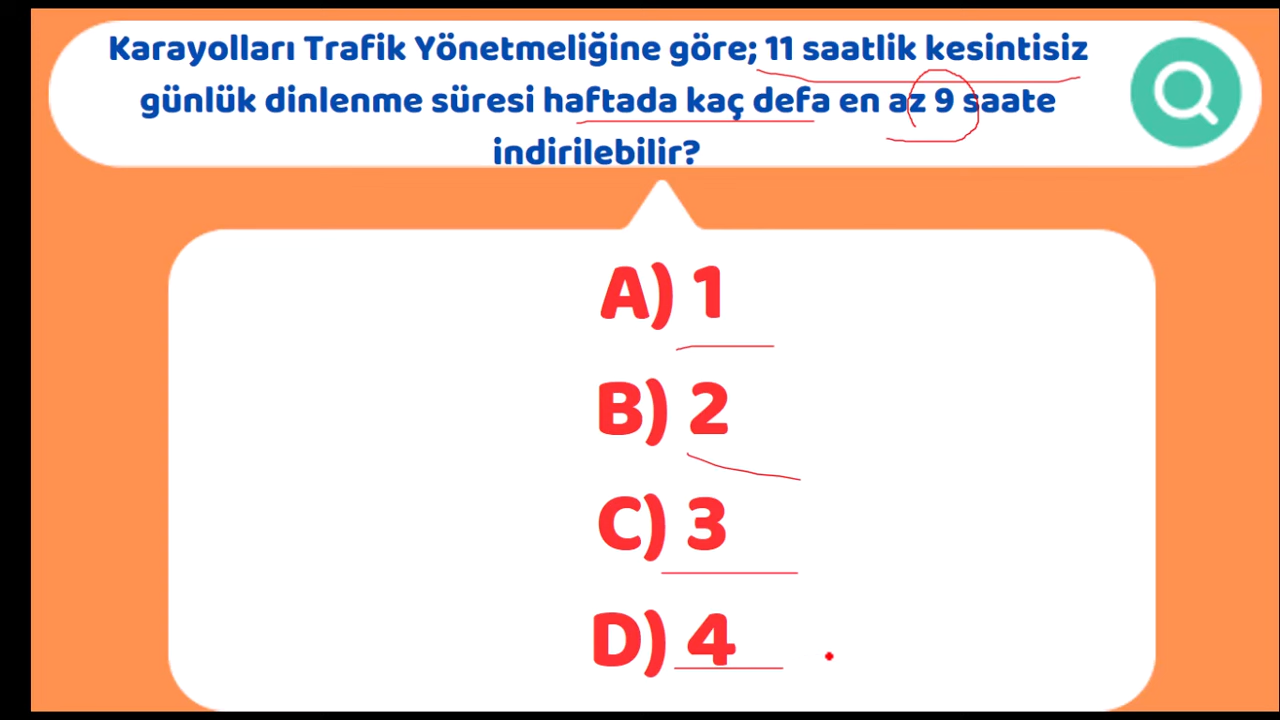 Karayolları Trafik Yönetmeliğine göre; 11 saatlik kesintisiz
günlük dinlenme süresi haftada kaç defa en az 9 saate
indirilebilir?
A) 1
B) 2
C) 3
D) 4